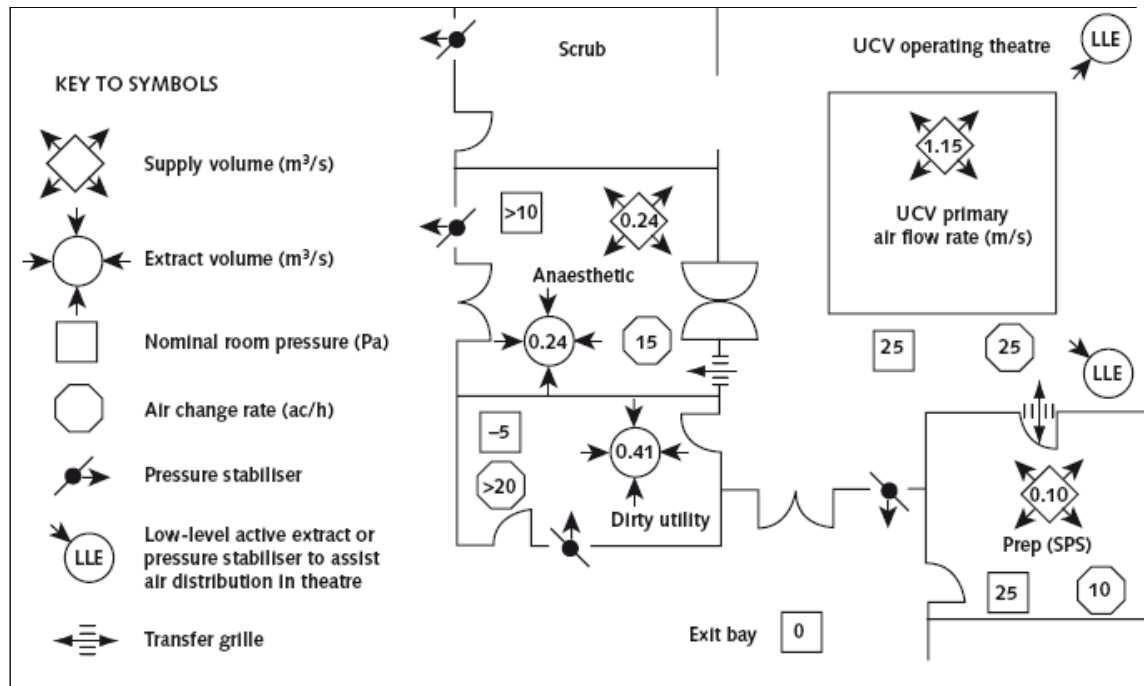 KEY TO SYMBOLS
Supply volume (m³/s)
Extract volume (m³/s)
Nominal room pressure (Pa)
Air change rate (ac/h)
Pressure stabiliser
LLE
Low-level active extract or
pressure stabiliser to assist
air distribution in theatre
Transfer grille
Scrub
UCV operating theatre
LLE
1.15
UCV primary
air flow rate (m/s)
>10
0.24
Anaesthetic
0.24
15
25
25
LLE
–5
0.41
>20
Dirty utility
0.10
Prep (SPS)
25
10
Exit bay
0